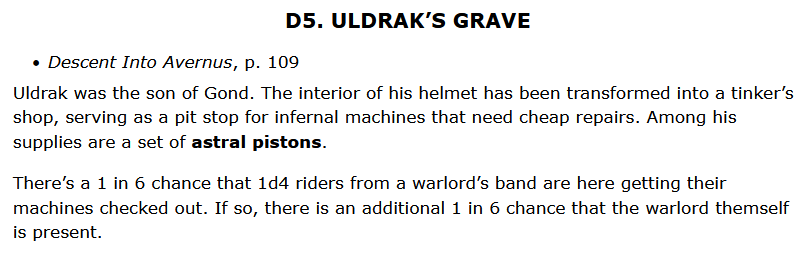 D5. ULDRAK’S GRAVE
• Descent Into Avernus, p. 109
Uldrak was the son of Gond. The interior of his helmet has been transformed into a tinker’s
shop, serving as a pit stop for infernal machines that need cheap repairs. Among his
supplies are a set of astral pistons.
There’s a 1 in 6 chance that 1d4 riders from a warlord’s band are here getting their
machines checked out. If so, there is an additional 1 in 6 chance that the warlord themself
is present.